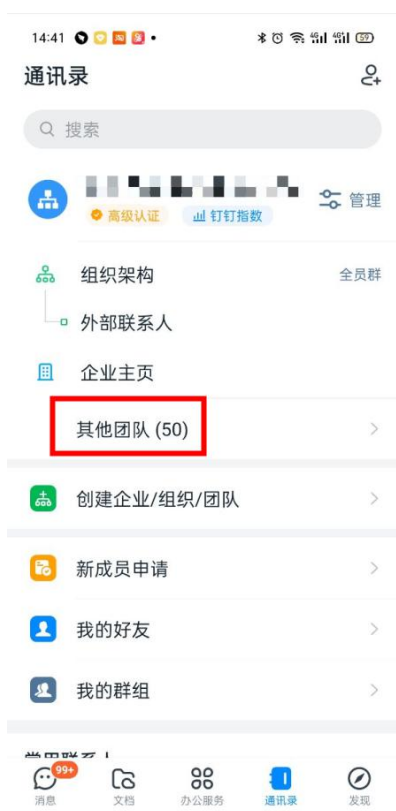 14:41 59
通讯录
搜索
高级认证 钉钉指数 管理
组织架构 全员群
外部联系人
企业主页
其他团队 (50)
创建企业/组织/团队
新成员申请
我的好友
我的群组
99+
消息 文档 办公服务 通讯录 发现